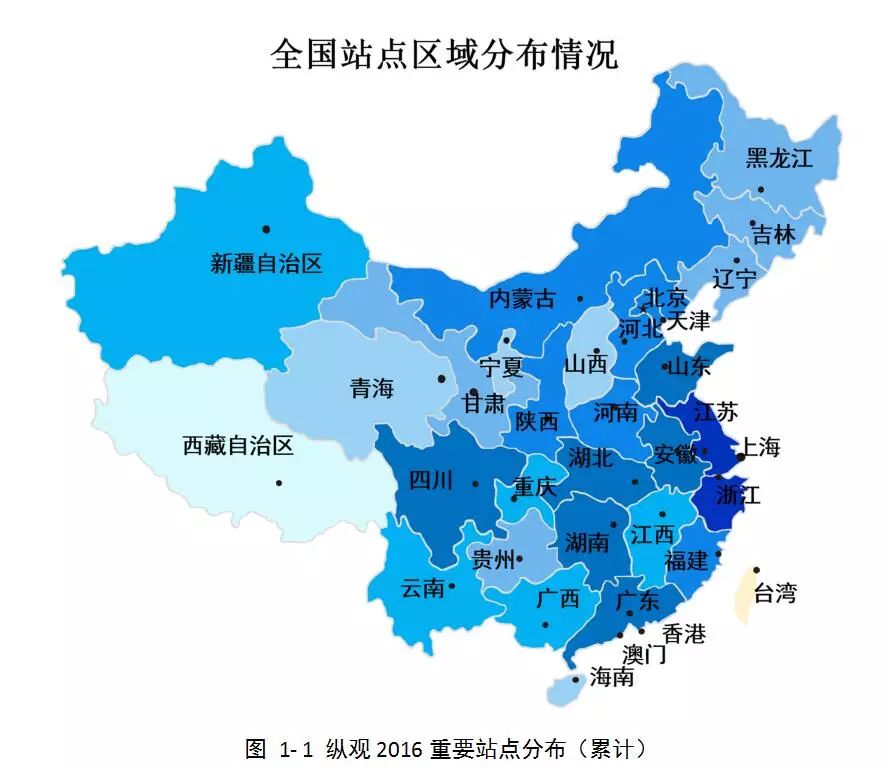 全国站点区域分布情况
黑龙江
吉林
辽宁
新疆自治区
内蒙古
北京
天津
河北
山西
宁夏
山东
青海
甘肃
陕西
河南
江苏
西藏自治区
四川
重庆
湖北
安徽
上海
浙江
湖南
江西
贵州
福建
云南
广西
广东
台湾
香港
澳门
海南
图 1- 1 纵观 2016 重要站点分布（累计）